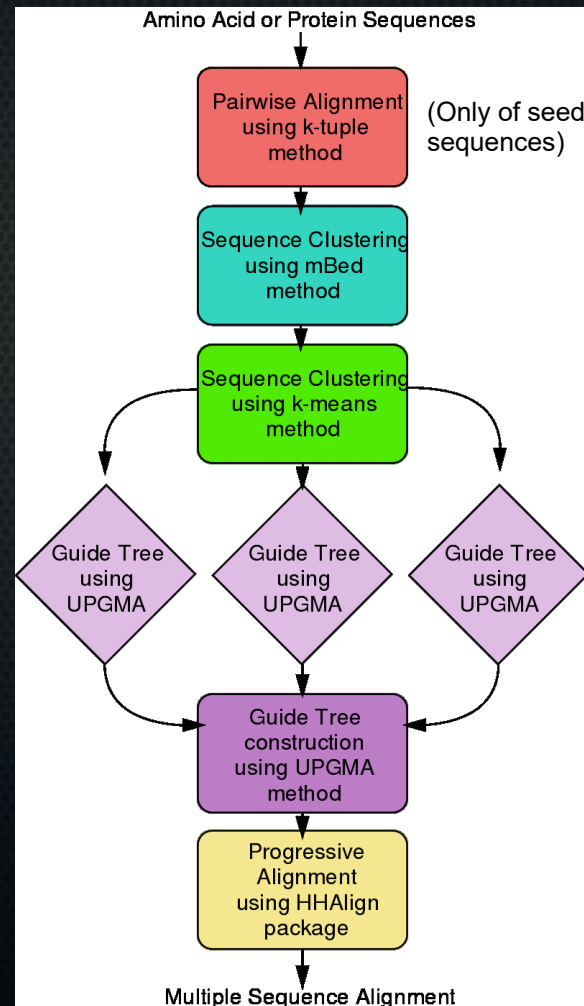 Amino Acid or Protein Sequences
Pairwise Alignment
using k-tuple
method
(Only of seed
sequences)
Sequence Clustering
using mBed
method
Sequence Clustering
using k-means
method
Guide Tree
using
UPGMA
Guide Tree
using
UPGMA
Guide Tree
using
UPGMA
Guide Tree
construction
using UPGMA
method
Progressive
Alignment
using HHAlign
package
Multiple Sequence Alignment